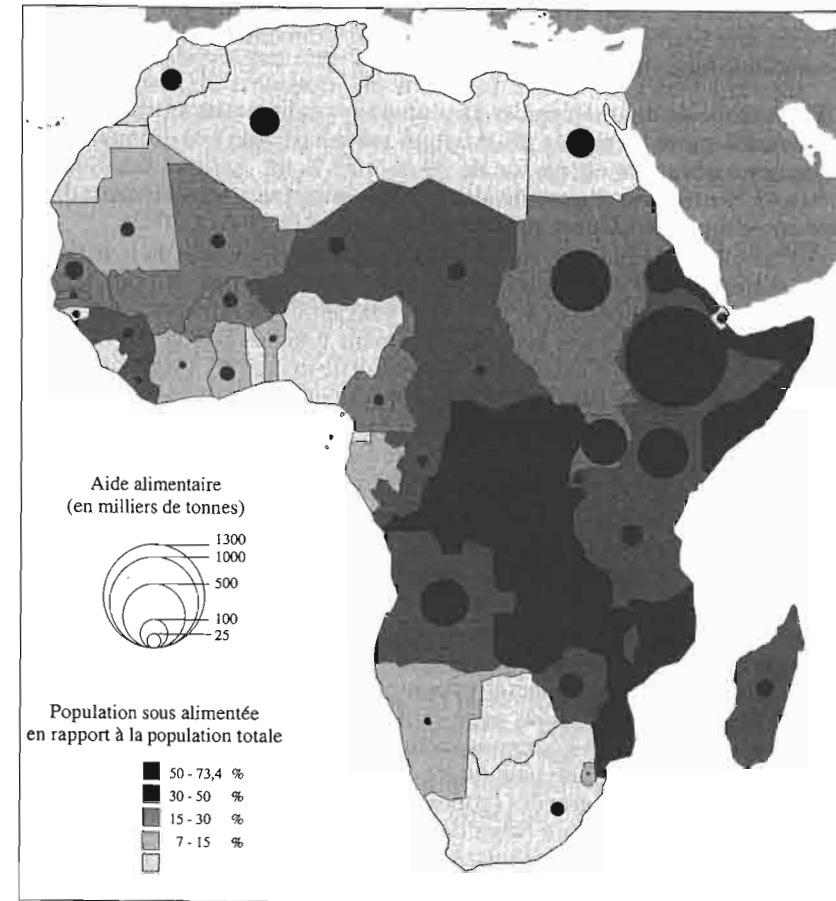 Aide alimentaire
(en milliers de tonnes)
1300
1000
500
100
25
Population sous alimentée
en rapport à la population totale
50 - 73,4 %
30 - 50 %
15 - 30 %
7 - 15 %